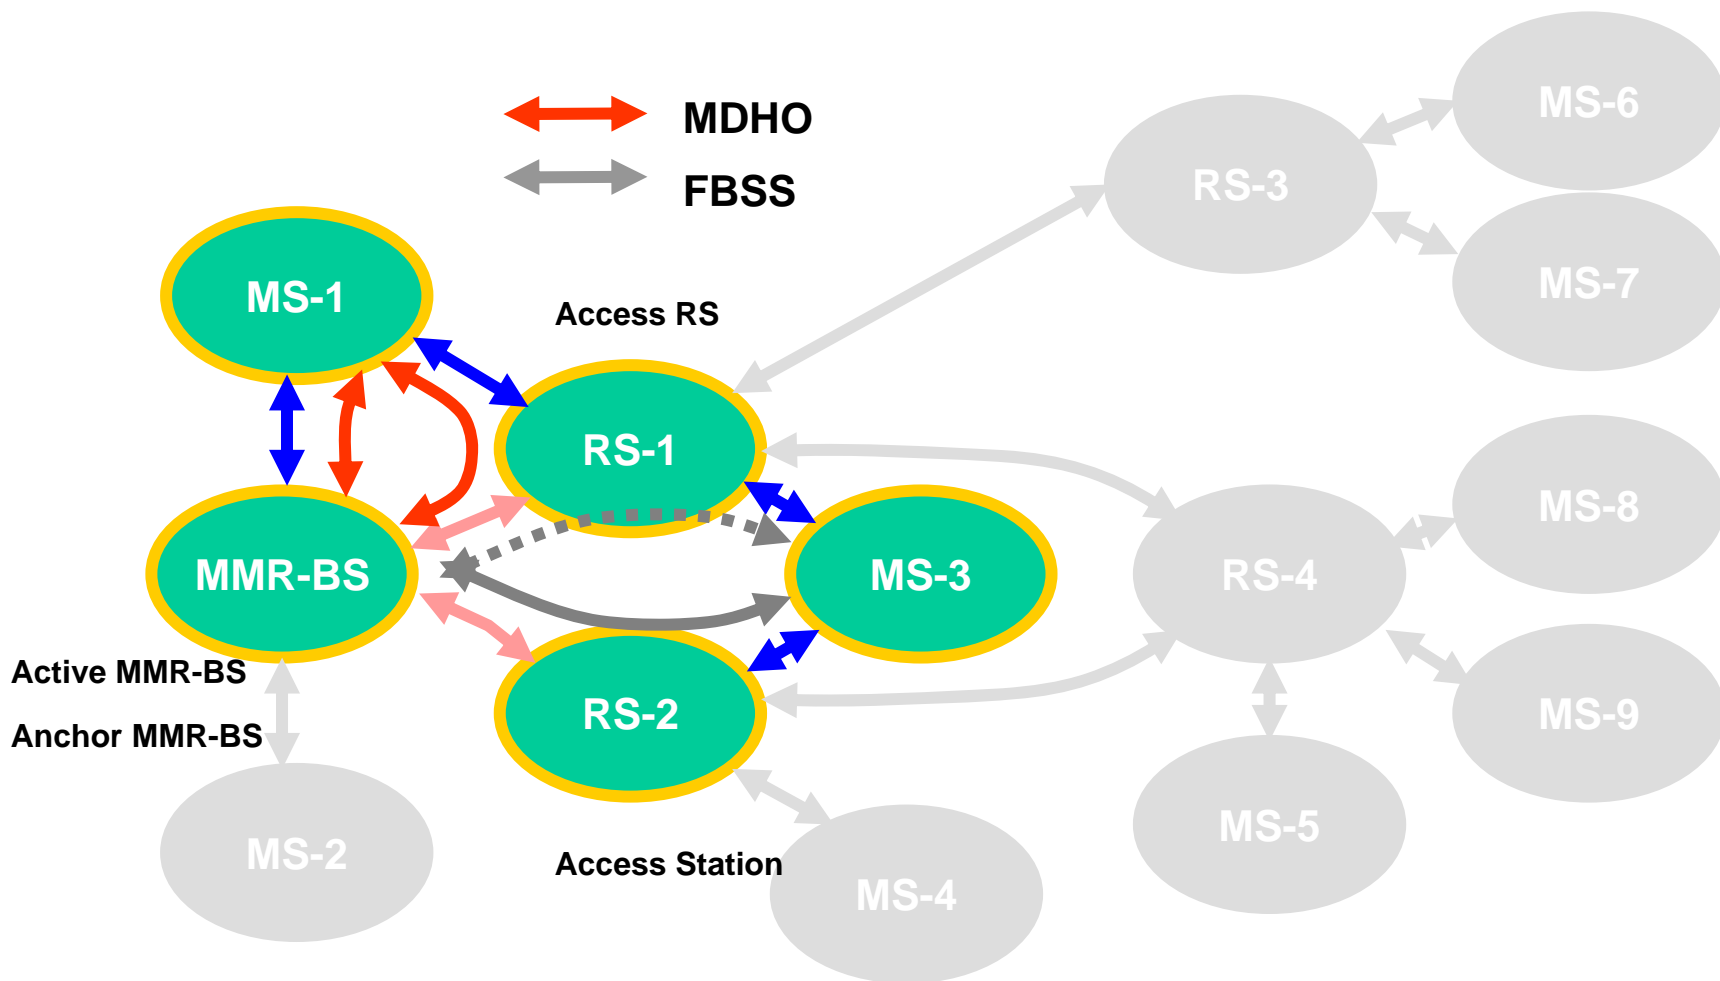 MDHO
FBSS
MS-6
RS-3
MS-7
MS-1
Access RS
RS-1
MS-8
MMR-BS
MS-3
RS-4
Active MMR-BS
RS-2
MS-9
Anchor MMR-BS
MS-5
MS-2
Access Station
MS-4